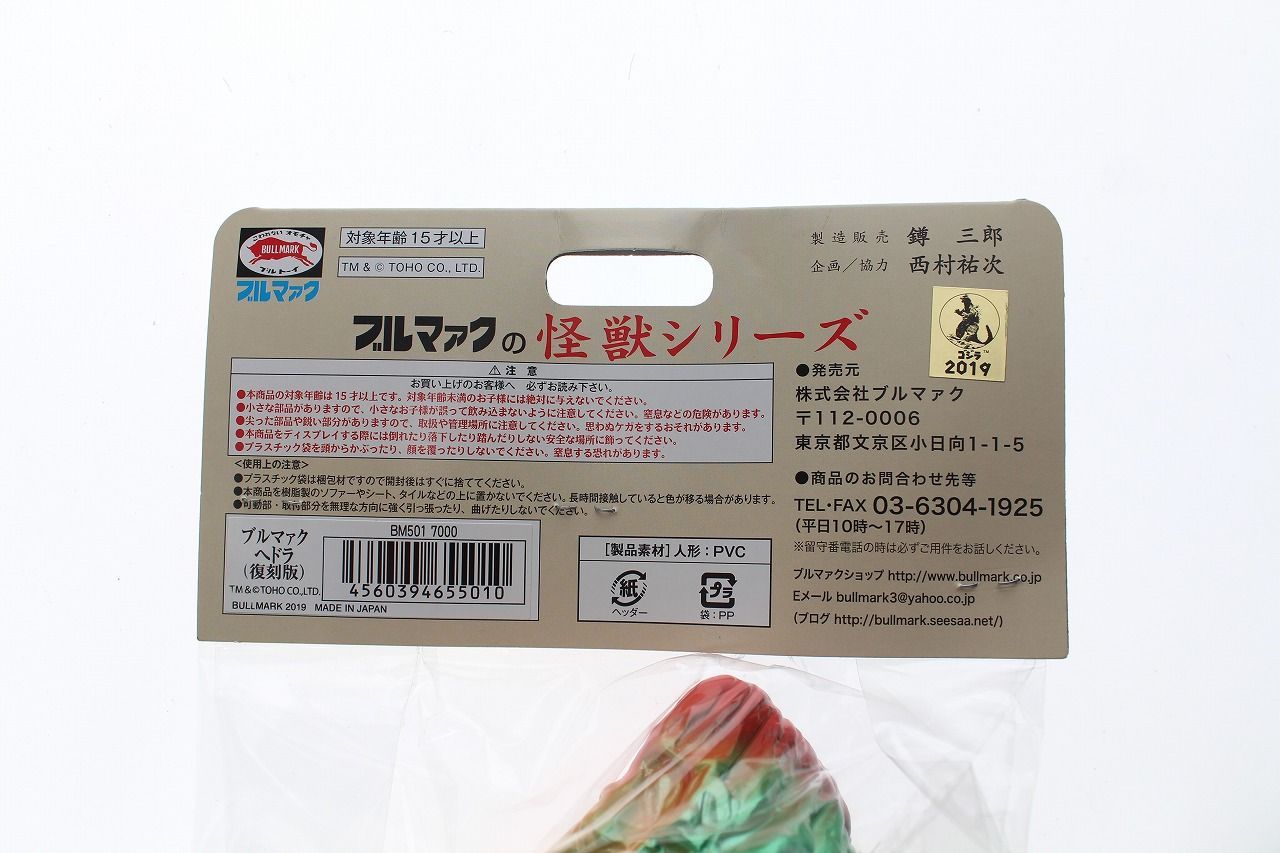 こわれない オモチャ
BULLMARK
ブルトーイ
ブルマァク
対象年齢15才以上
TM & © TOHO CO., LTD.
製造販売 鐏 三郎
企画／協力 西村祐次
ブルマァクの怪獣シリーズ
ゴジラ™
2019
⚠ 注 意
お買い上げのお客様へ 必ずお読み下さい。
●本商品の対象年齢は15才以上です。対象年齢未満のお子様には絶対に与えないでください。
●小さな部品がありますので、小さなお子様が誤って飲み込まないように注意してください。窒息などの危険があります。
●尖った部品や鋭い部分がありますので、取扱や管理場所に注意してください。思わぬケガをするおそれがあります。
●本商品をディスプレイする際には倒れたり落下したり踏んだりしない安全な場所に飾ってください。
●プラスチック袋を頭からかぶったり、顔を覆ったりしないでください。窒息する恐れがあります。
<使用上の注意>
●プラスチック袋は梱包材ですので開封後はすぐに捨ててください。
●本商品を樹脂製のソファーやシート、タイルなどの上に置かないでください。長時間接触していると色が移る場合があります。
●可動部・取付部分を無理な方向に強く引っ張ったり、曲げたりしないでください。
ブルマァク
ヘドラ
（復刻版）
TM & © TOHO CO., LTD.
BULLMARK 2019 MADE IN JAPAN
BM501 7000
4560394655010
［製品素材］人形：PVC
紙
ヘッダー
プラ
袋：PP
●発売元
株式会社ブルマァク
〒112-0006
東京都文京区小日向1-1-5
●商品のお問合わせ先等
TEL・FAX 03-6304-1925
（平日10時～17時）
※留守番電話の時は必ずご用件をお話しください。
ブルマァクショップ http://www.bullmark.co.jp
Eメール bullmark3@yahoo.co.jp
（ブログ http://bullmark.seesaa.net/）